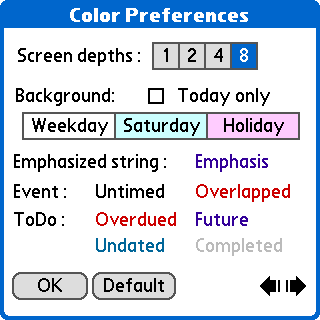 Color Preferences
Screen depths : 1 2 4 8
Background: Today only
Weekday Saturday Holiday
Emphasized string : Emphasis
Event : Untimed Overlapped
ToDo : Overdued Future
Undated Completed
OK Default